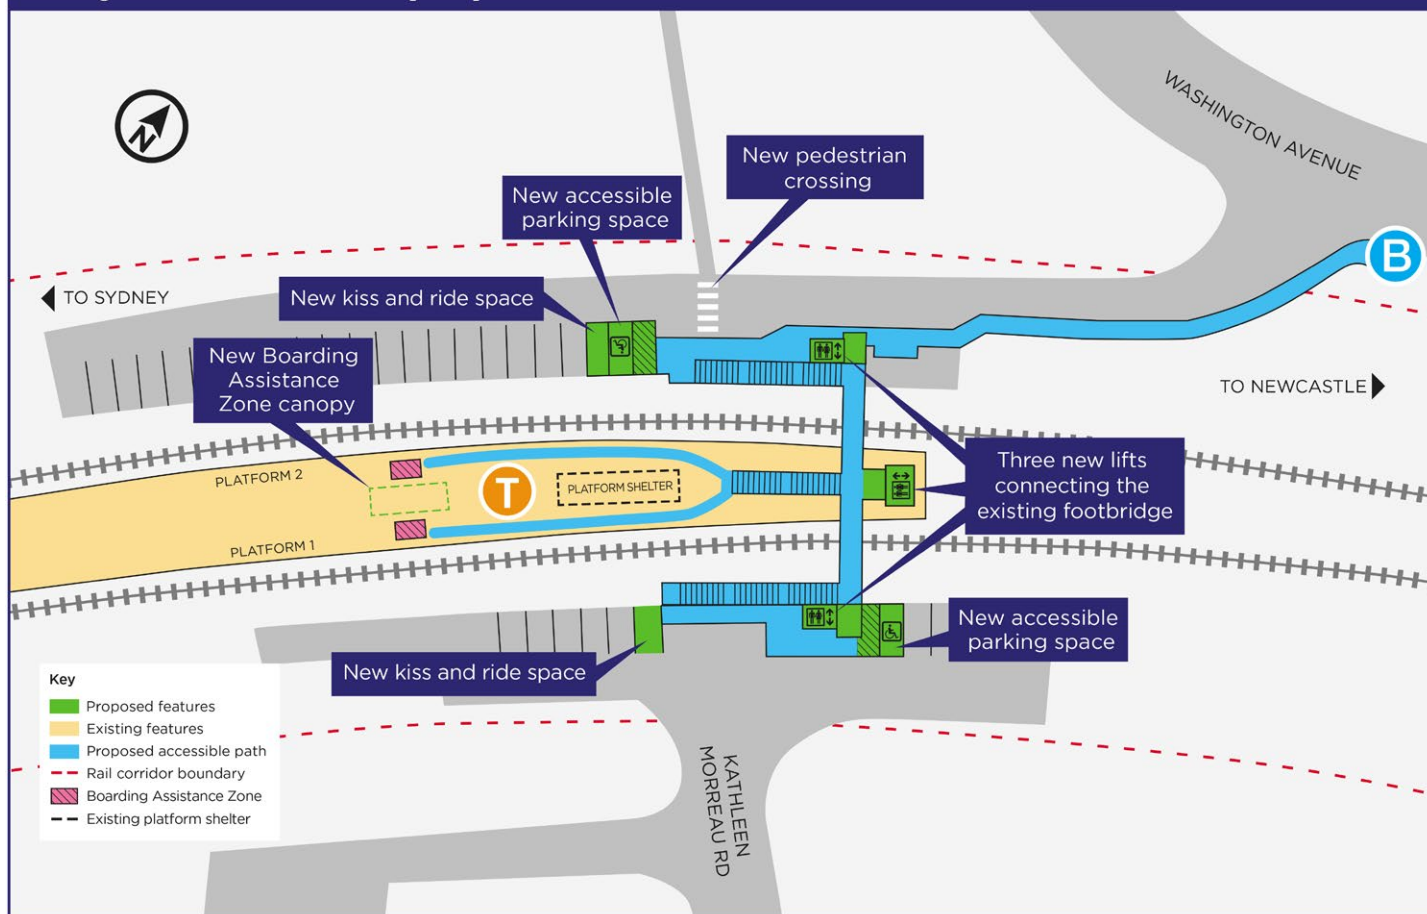 N
WASHINGTON AVENUE
New pedestrian
crossing
New accessible
parking space
B
TO SYDNEY
New kiss and ride space
New Boarding
Assistance
Zone canopy
TO NEWCASTLE
PLATFORM 2
T
PLATFORM SHELTER
Three new lifts
connecting the
existing footbridge
PLATFORM 1
New accessible
parking space
New kiss and ride space
Key
Proposed features
Existing features
Proposed accessible path
Rail corridor boundary
Boarding Assistance Zone
Existing platform shelter
KATHLEEN
MORREAU RD